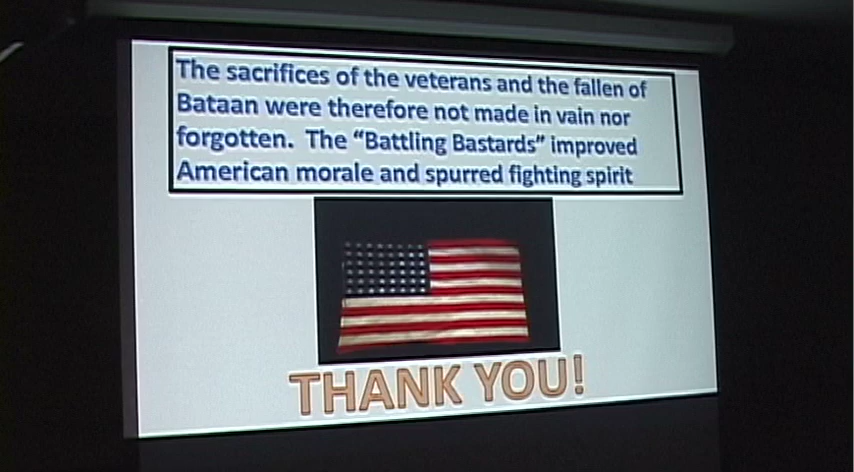 The sacrifices of the veterans and the fallen of
Bataan were therefore not made in vain nor
forgotten.  The “Battling Bastards” improved
American morale and spurred fighting spirit
THANK YOU!